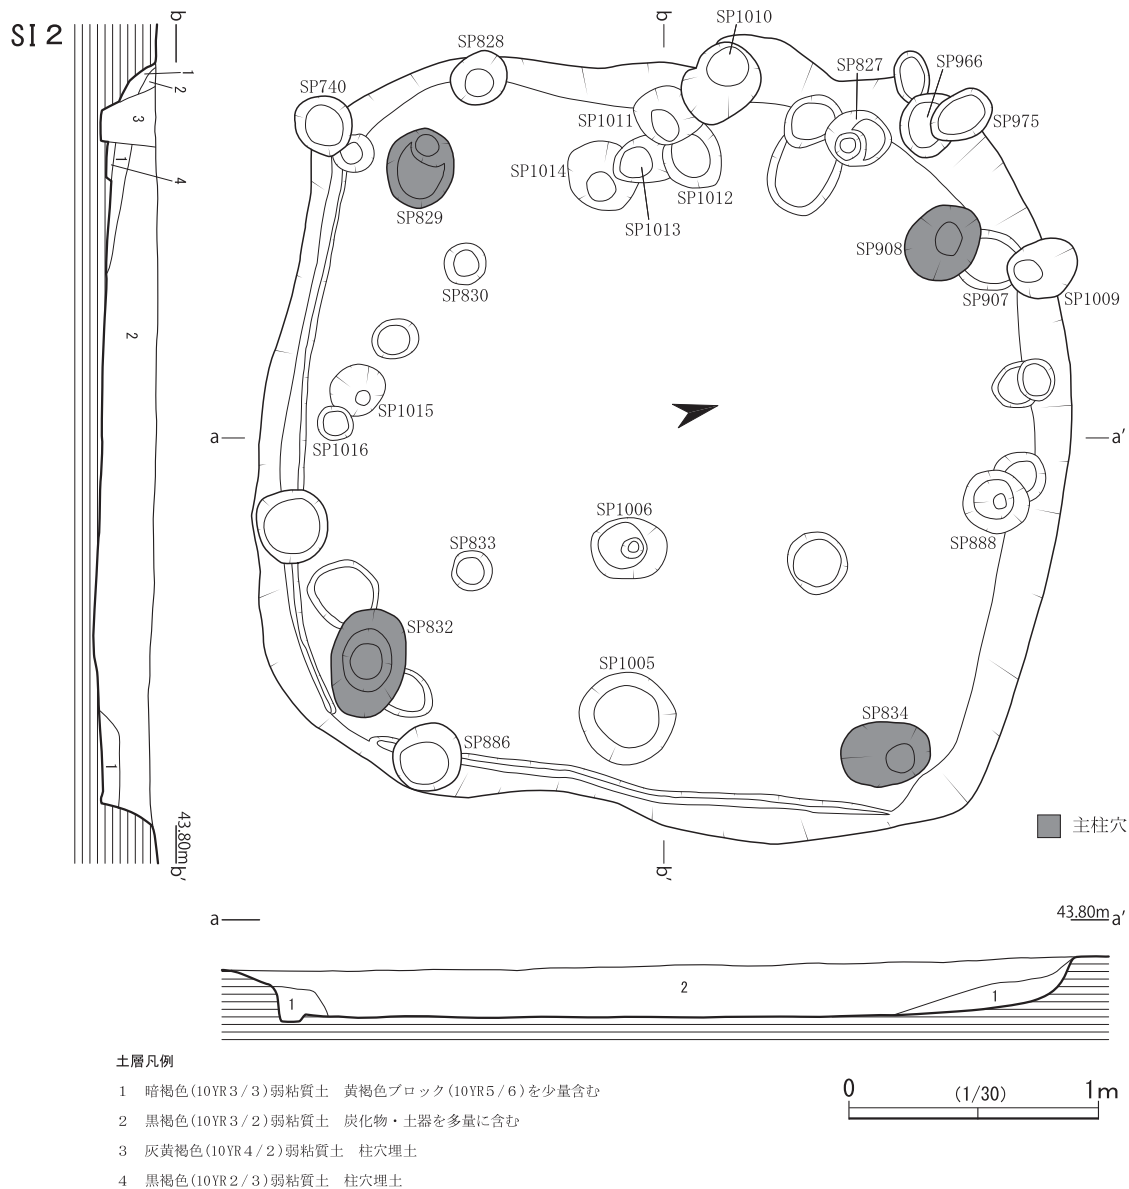 SI 2
b
1
2
3
1
4
2
1
43.80m
b'
b
SP1010
SP828
SP740
SP827
SP966
SP975
SP1011
SP1014
SP1012
SP829
SP1013
SP908
SP830
SP907
SP1009
SP1015
SP1016
a
a'
SP1006
SP833
SP888
SP832
SP1005
SP834
SP886
主柱穴
b'
a
43.80m a'
2
1
1
土層凡例
1 暗褐色(10YR3/3)弱粘質土 黄褐色ブロック(10YR5/6)を少量含む
2 黒褐色(10YR3/2)弱粘質土 炭化物・土器を多量に含む
3 灰黄褐色(10YR4/2)弱粘質土 柱穴埋土
4 黒褐色(10YR2/3)弱粘質土 柱穴埋土
0 (1/30) 1m